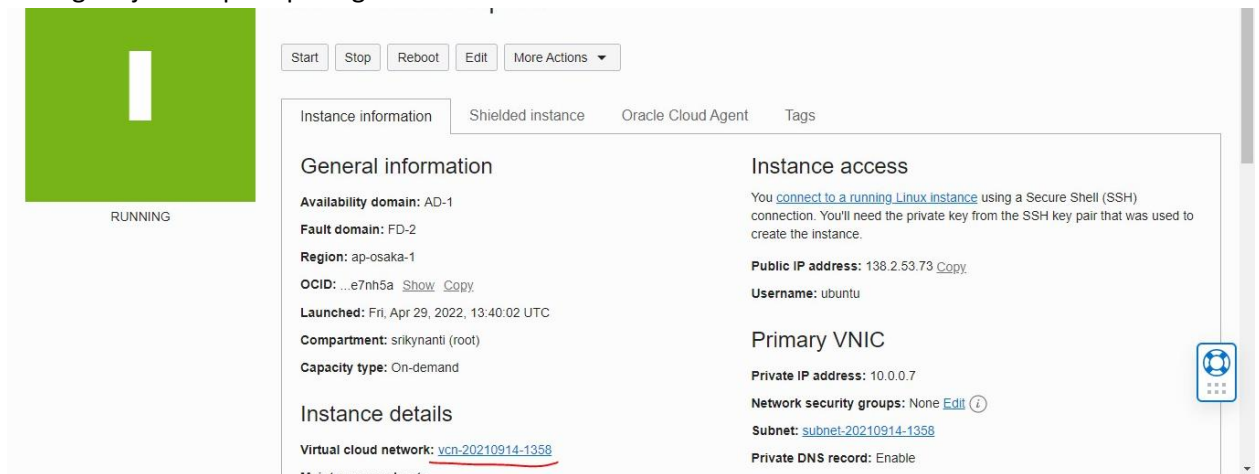 Start Stop Reboot Edit More Actions
Instance information Shielded instance Oracle Cloud Agent Tags
RUNNING
General information
Availability domain: AD-1
Fault domain: FD-2
Region: ap-osaka-1
OCID: ...e7nh5a Show Copy
Launched: Fri, Apr 29, 2022, 13:40:02 UTC
Compartment: srikynanti (root)
Capacity type: On-demand
Instance details
Virtual cloud network: vcn-20210914-1358
Instance access
You connect to a running Linux instance using a Secure Shell (SSH)
connection. You'll need the private key from the SSH key pair that was used to
create the instance.
Public IP address: 138.2.53.73 Copy
Username: ubuntu
Primary VNIC
Private IP address: 10.0.0.7
Network security groups: None Edit i
Subnet: subnet-20210914-1358
Private DNS record: Enable